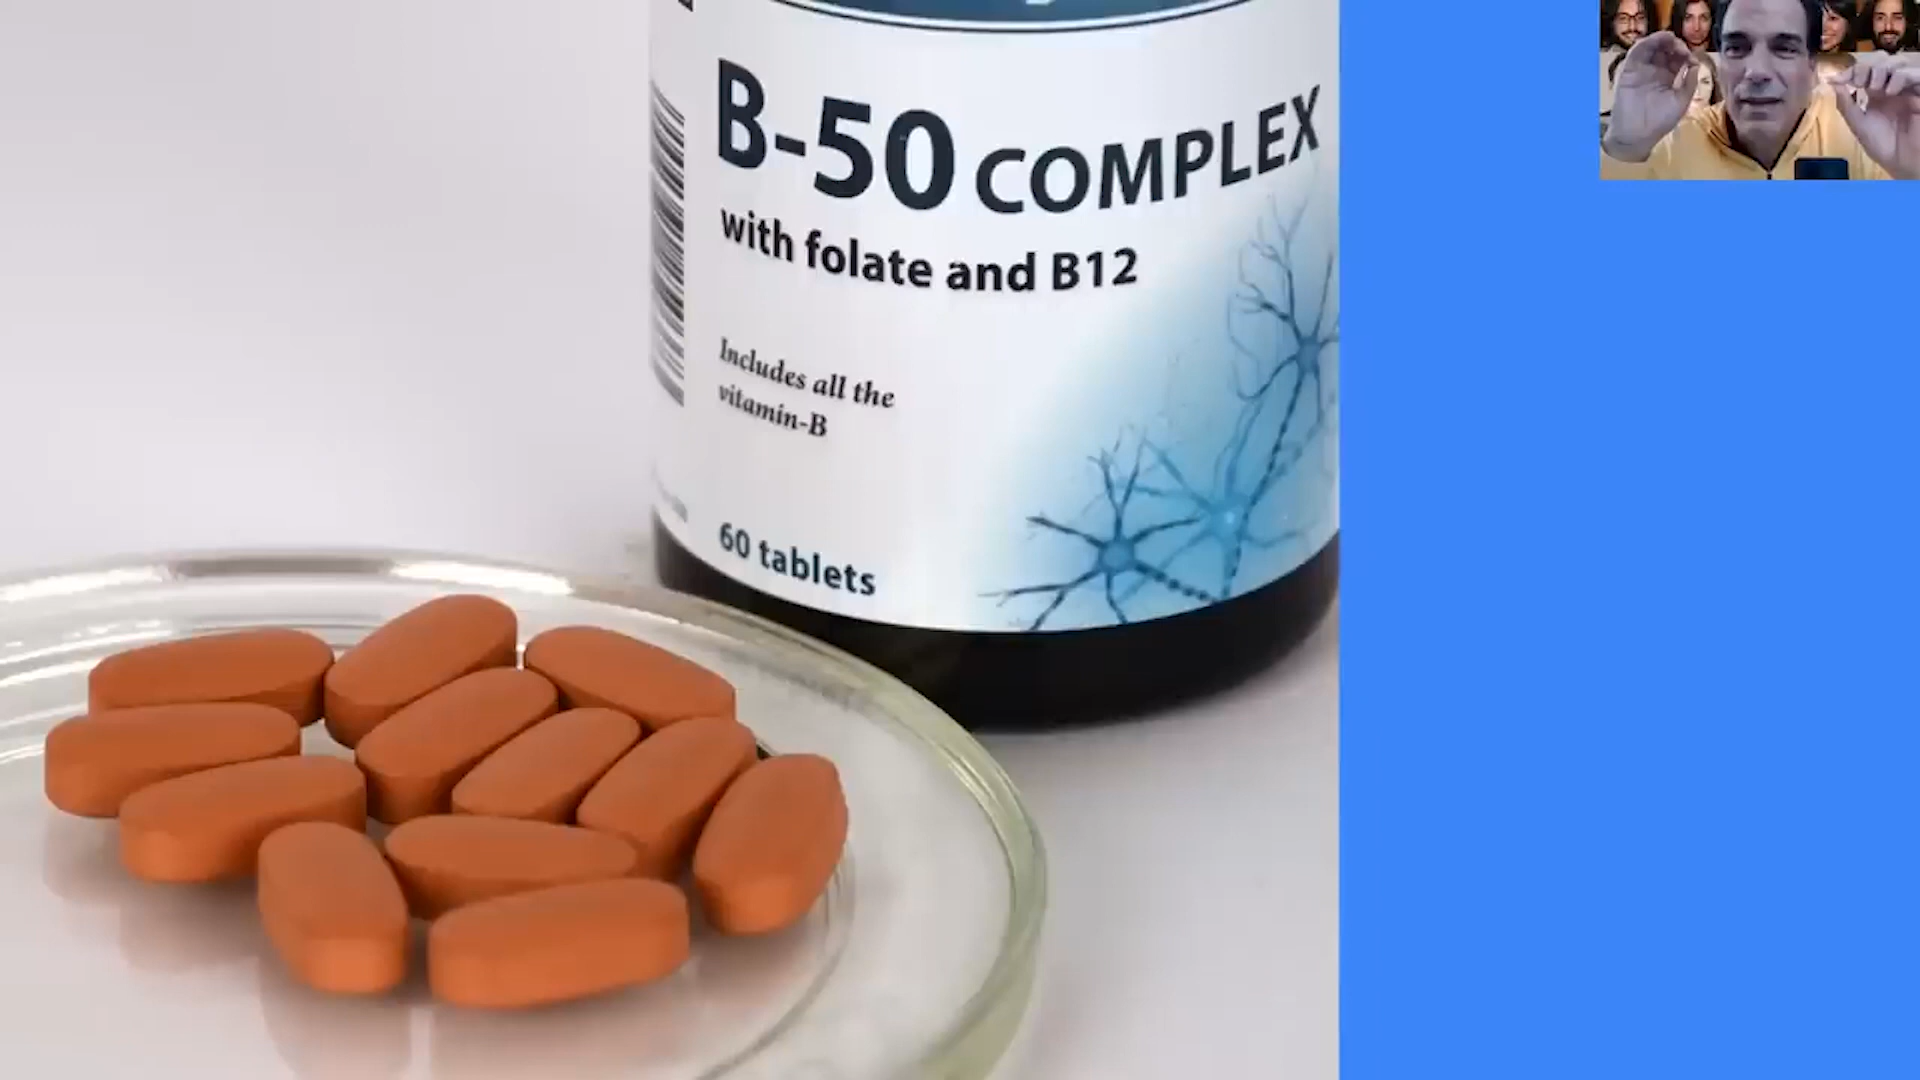 B-50 COMPLEX
with folate and B12
Includes all the
vitamin-B
60 tablets